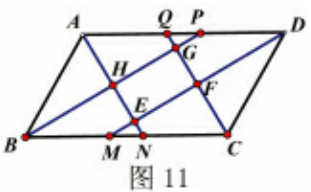 A Q P D
G
H F
E
B M N C
图 11